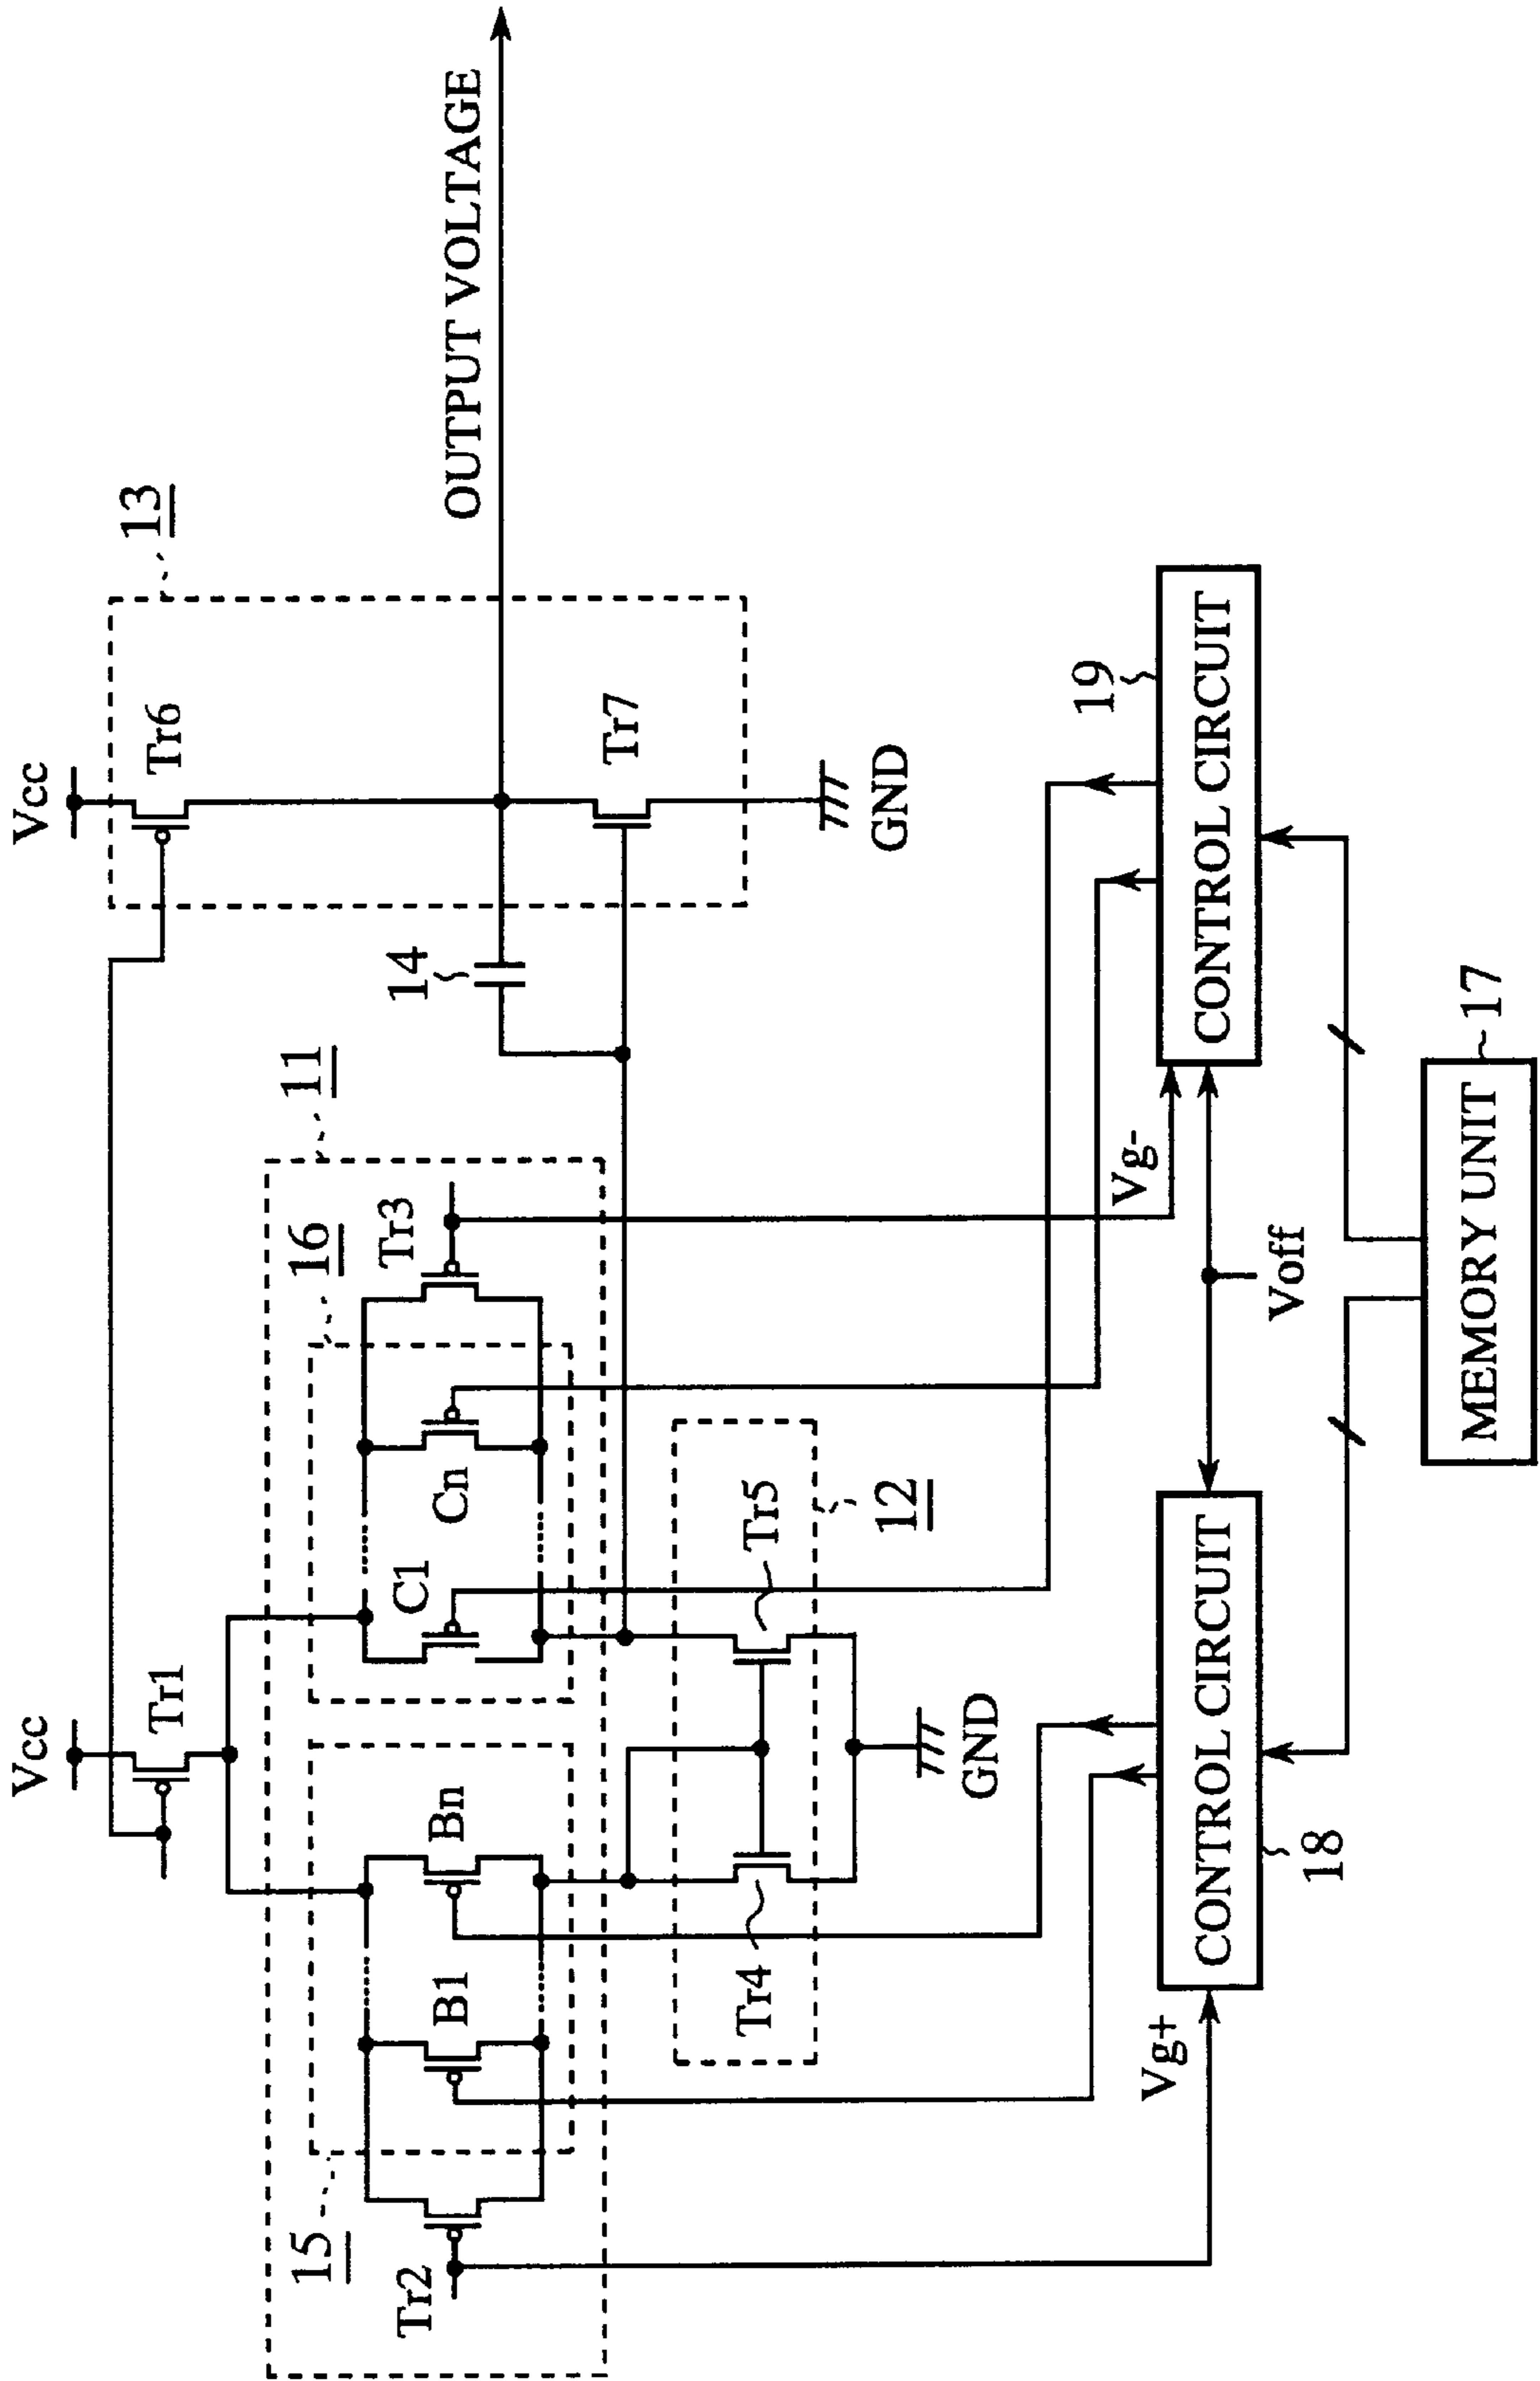 Vcc
Vcc
Tr1
Tr6
13
OUTPUT VOLTAGE
11
14
16
15
Tr2
B1
Bn
C1
Cn
Tr3
Tr7
GND
Tr4
Tr5
12
GND
Vg+
Vg-
19
CONTROL CIRCUIT
CONTROL CIRCUIT
Voff
18
MEMORY UNIT
17